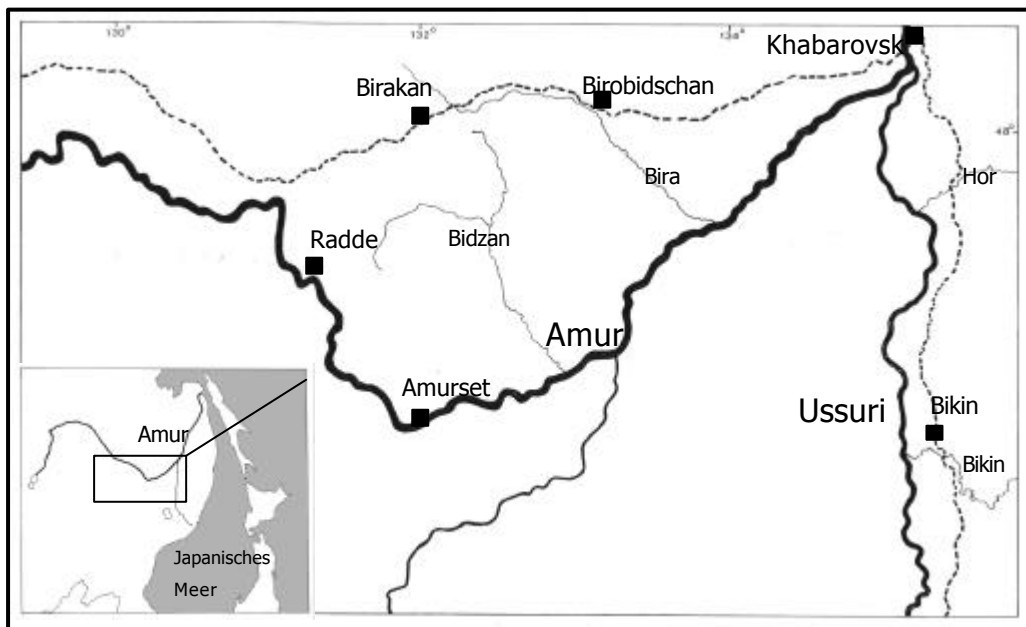 130°
132°
134°
Khabarovsk
Birakan
Birobidschan
48°
Bira
Hor
Radde
Bidzan
Amur
Amurset
Ussuri
Bikin
Bikin
Amur
Japanisches
Meer